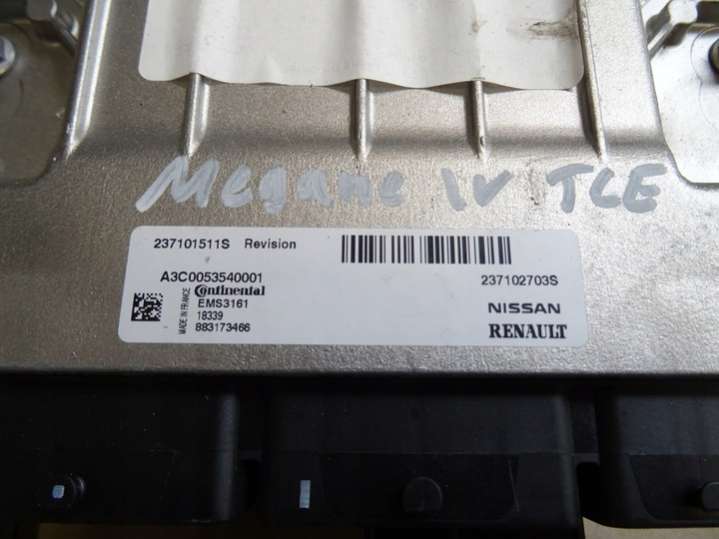 Megane IV TCE
237101511S Revision
A3C0053540001
237102703S
Continental
EMS3161
18339
883173466
MADE IN FRANCE
NISSAN
RENAULT